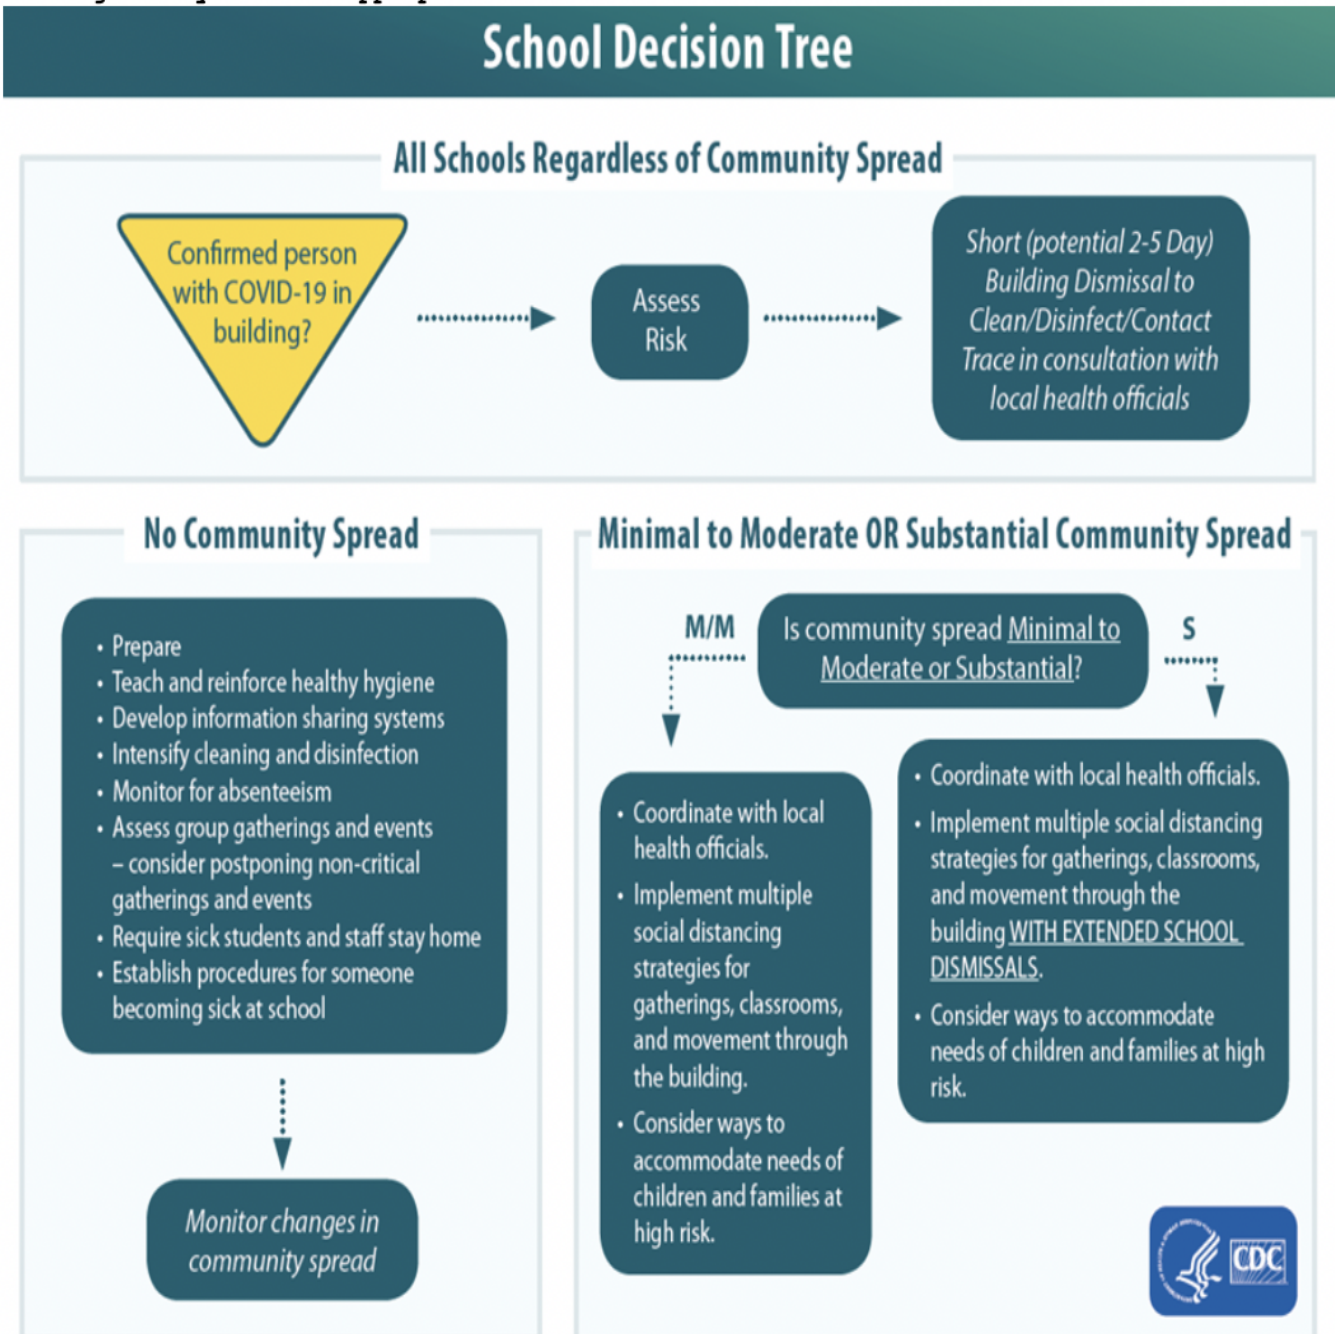 School Decision Tree
All Schools Regardless of Community Spread
Confirmed person
with COVID-19 in
building?
Assess
Risk
Short (potential 2-5 Day)
Building Dismissal to
Clean/Disinfect/Contact
Trace in consultation with
local health officials
No Community Spread
• Prepare
• Teach and reinforce healthy hygiene
• Develop information sharing systems
• Intensify cleaning and disinfection
• Monitor for absenteeism
• Assess group gatherings and events
– consider postponing non-critical
gatherings and events
• Require sick students and staff stay home
• Establish procedures for someone
becoming sick at school
Monitor changes in
community spread
Minimal to Moderate OR Substantial Community Spread
M/M
Is community spread Minimal to
Moderate or Substantial?
S
• Coordinate with local
health officials.
• Implement multiple
social distancing
strategies for
gatherings, classrooms,
and movement through
the building.
• Consider ways to
accommodate needs of
children and families at
high risk.
• Coordinate with local health officials.
• Implement multiple social distancing
strategies for gatherings, classrooms,
and movement through the
building WITH EXTENDED SCHOOL
DISMISSALS.
• Consider ways to accommodate
needs of children and families at high
risk.
CDC